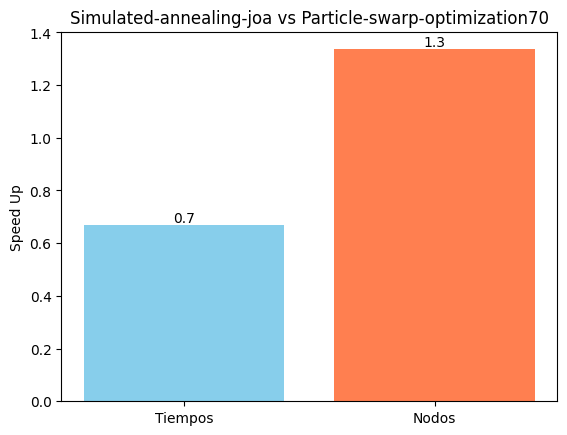 Simulated-annealing-joa vs Particle-swarp-optimization70
1.4
1.2
1.0
0.8
0.6
0.4
0.2
0.0
Speed Up
0.7
1.3
Tiempos
Nodos